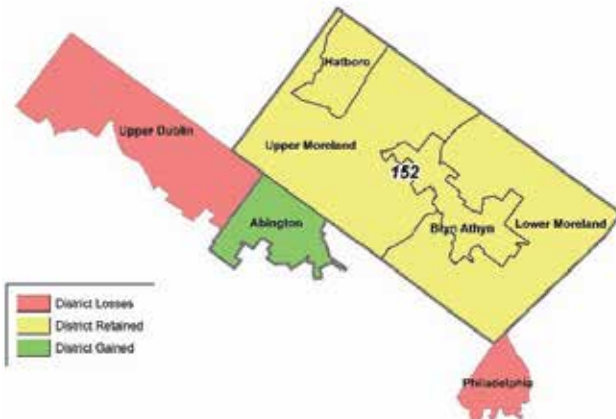 Hatboro
Upper Dublin
Upper Moreland
152
Abington
Bryn Athyn
Lower Moreland
District Losses
District Retained
District Gained
Philadelphia